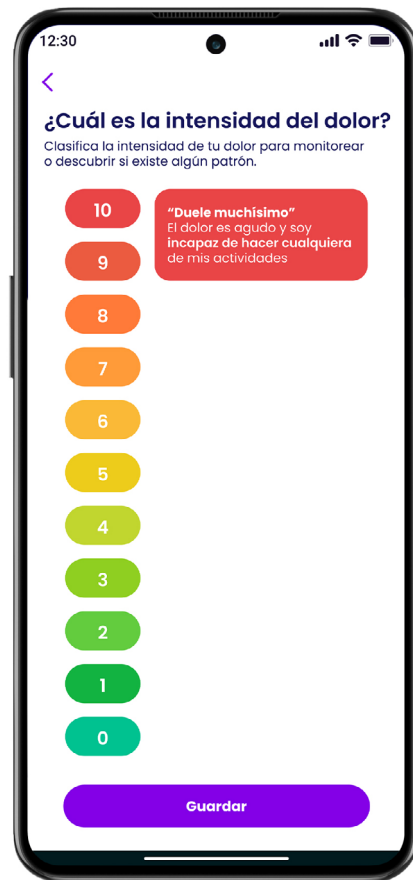 12:30
¿Cuál es la intensidad del dolor?
Clasifica la intensidad de tu dolor para monitorear
o descubrir si existe algún patrón.
10
“Duele muchísimo”
El dolor es agudo y soy
incapaz de hacer cualquiera
de mis actividades
9
8
7
6
5
4
3
2
1
0
Guardar